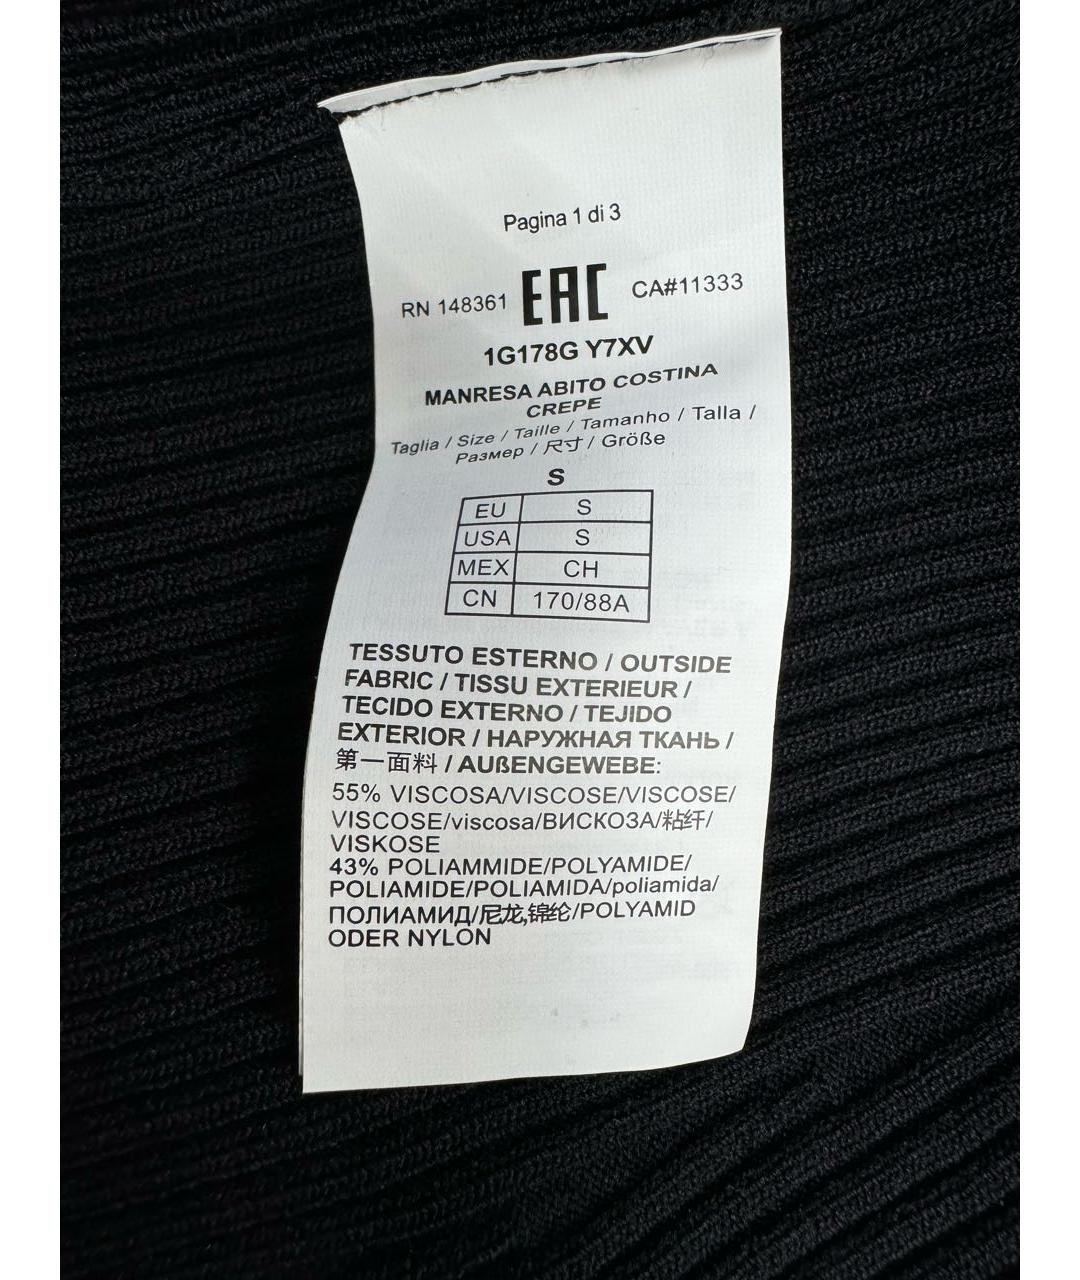 Pagina 1 di 3
RN 148361 EAC CA#11333
1G178G Y7XV
MANRESA ABITO COSTINA
CREPE
Taglia / Size / Taille / Tamanho / Talla /
Размер / 尺寸 / Größe
S
EU S
USA S
MEX CH
CN 170/88A
TESSUTO ESTERNO / OUTSIDE
FABRIC / TISSU EXTERIEUR /
TECIDO EXTERNO / TEJIDO
EXTERIOR / НАРУЖНАЯ ТКАНЬ /
第一面料 / AUßENGEWEBE:
55% VISCOSA/VISCOSE/VISCOSE/
VISCOSE/viscosa/ВИСКОЗА/粘纤/
VISKOSE
43% POLIAMMIDE/POLYAMIDE/
POLIAMIDE/POLIAMIDA/poliamida/
ПОЛИАМИД/尼龙,锦纶/POLYAMID
ODER NYLON